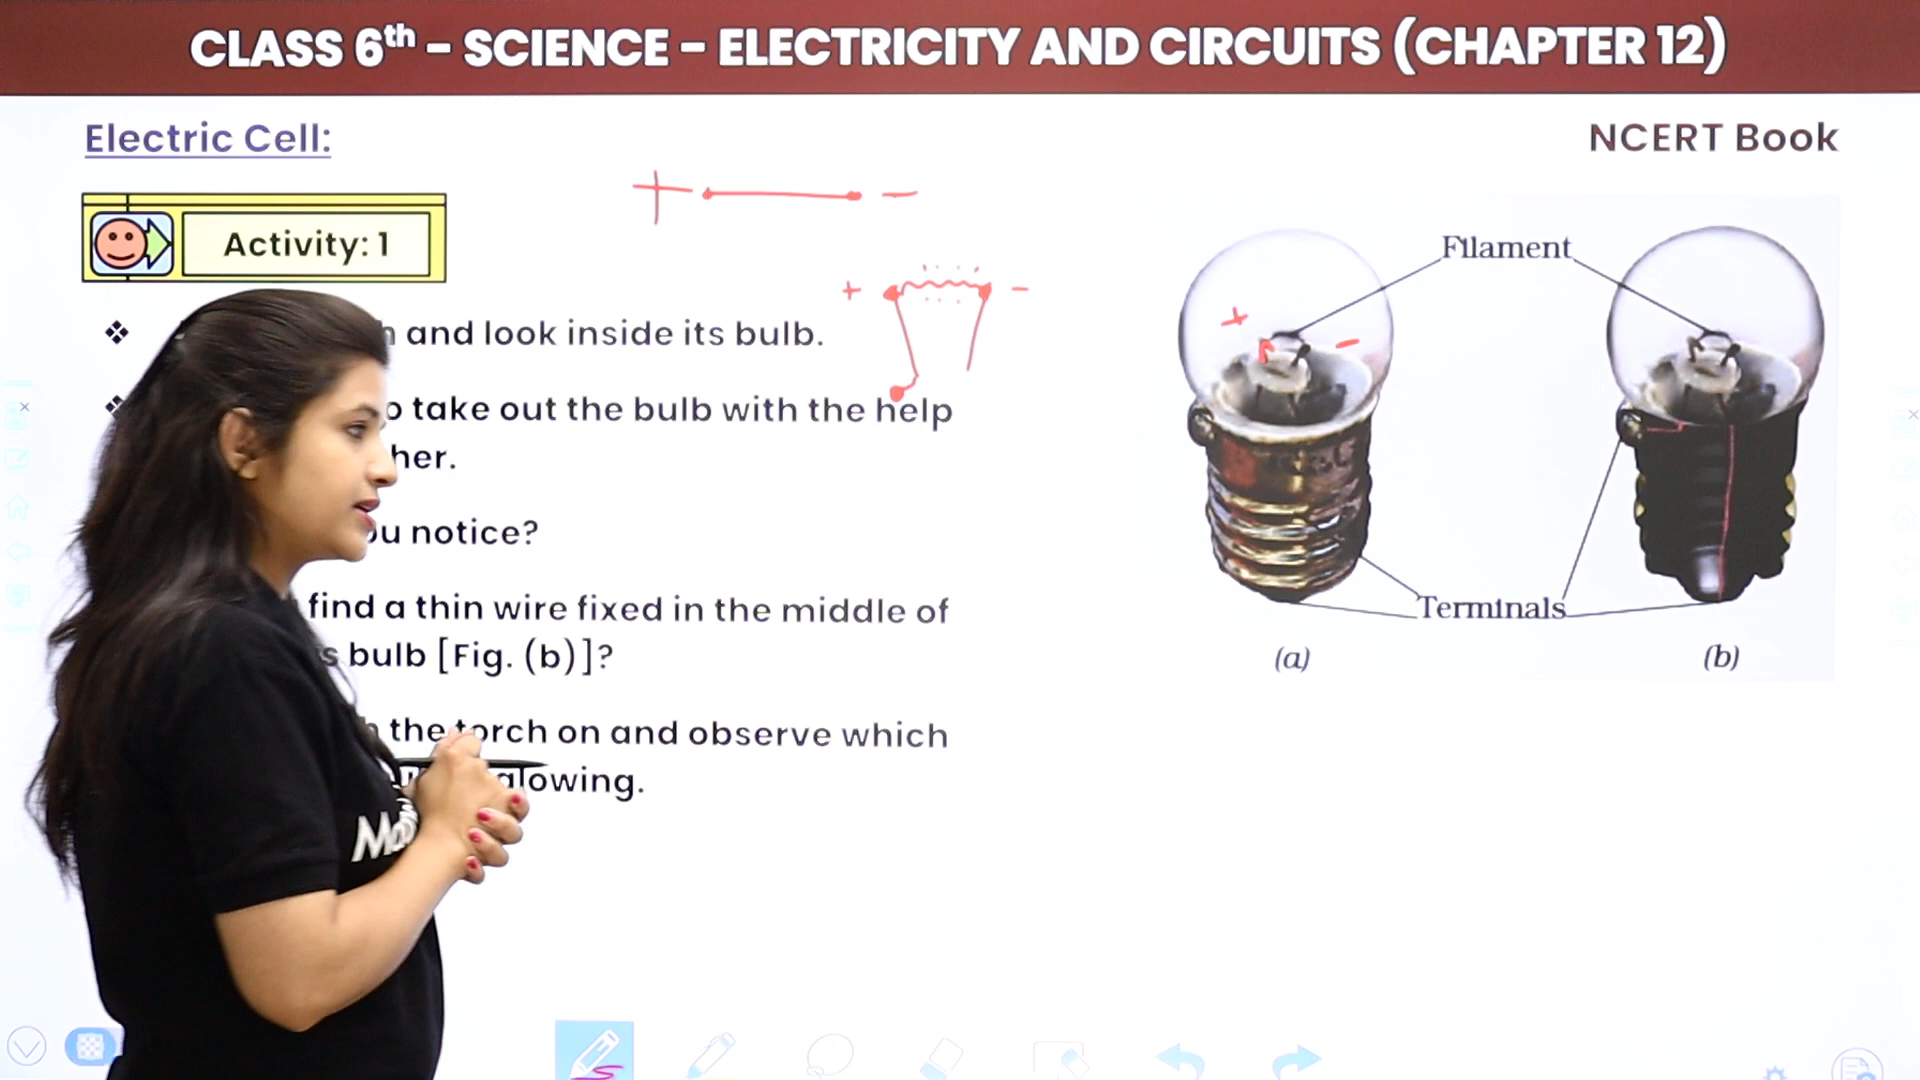 CLASS 6th - SCIENCE - ELECTRICITY AND CIRCUITS (CHAPTER 12)
Electric Cell:
NCERT Book
Activity: 1
+ -
+ -
and look inside its bulb.
take out the bulb with the help
her.
ou notice?
find a thin wire fixed in the middle of
s bulb [Fig. (b)]?
the torch on and observe which
glowing.
Filament
+ -
Terminals
(a) (b)